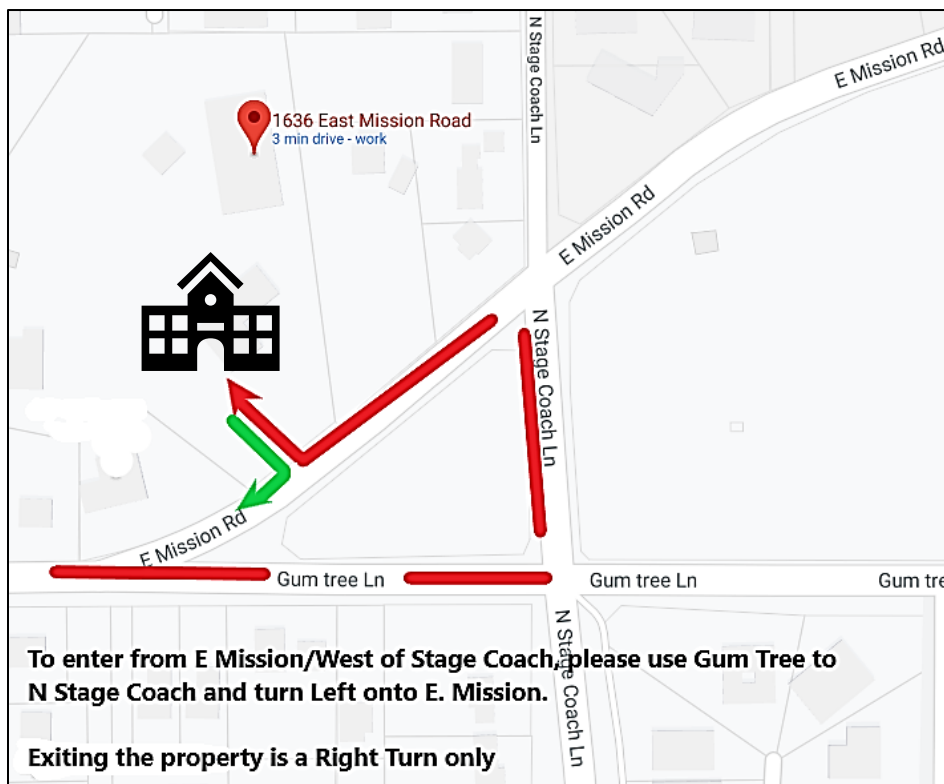 N Stage Coach Ln
E Mission Rd
1636 East Mission Road
3 min drive - work
E Mission Rd
N Stage Coach Ln
E Mission Rd
Gum tree Ln
Gum tree Ln
Gum tre
N Stage Coach Ln
To enter from E Mission/West of Stage Coach, please use Gum Tree to
N Stage Coach and turn Left onto E. Mission.
Exiting the property is a Right Turn only